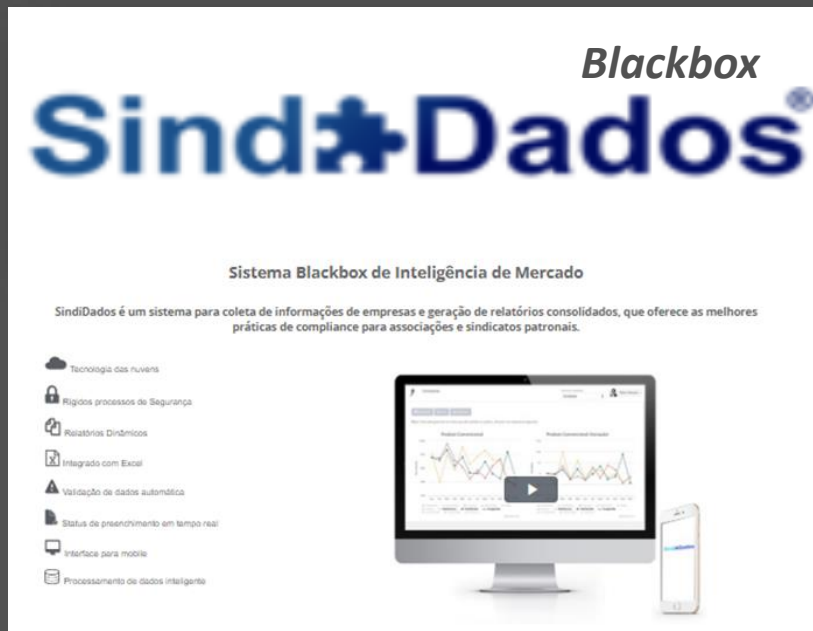 Blackbox
SindiDados®
Sistema Blackbox de Inteligência de Mercado
SindiDados é um sistema para coleta de informações de empresas e geração de relatórios consolidados, que oferece as melhores
práticas de compliance para associações e sindicatos patronais.
Tecnologia das nuvens
Rígidos processos de Segurança
Relatórios Dinâmicos
Integrado com Excel
Validação de dados automática
Status de preenchimento em tempo real
Interface para mobile
Processamento de dados inteligente